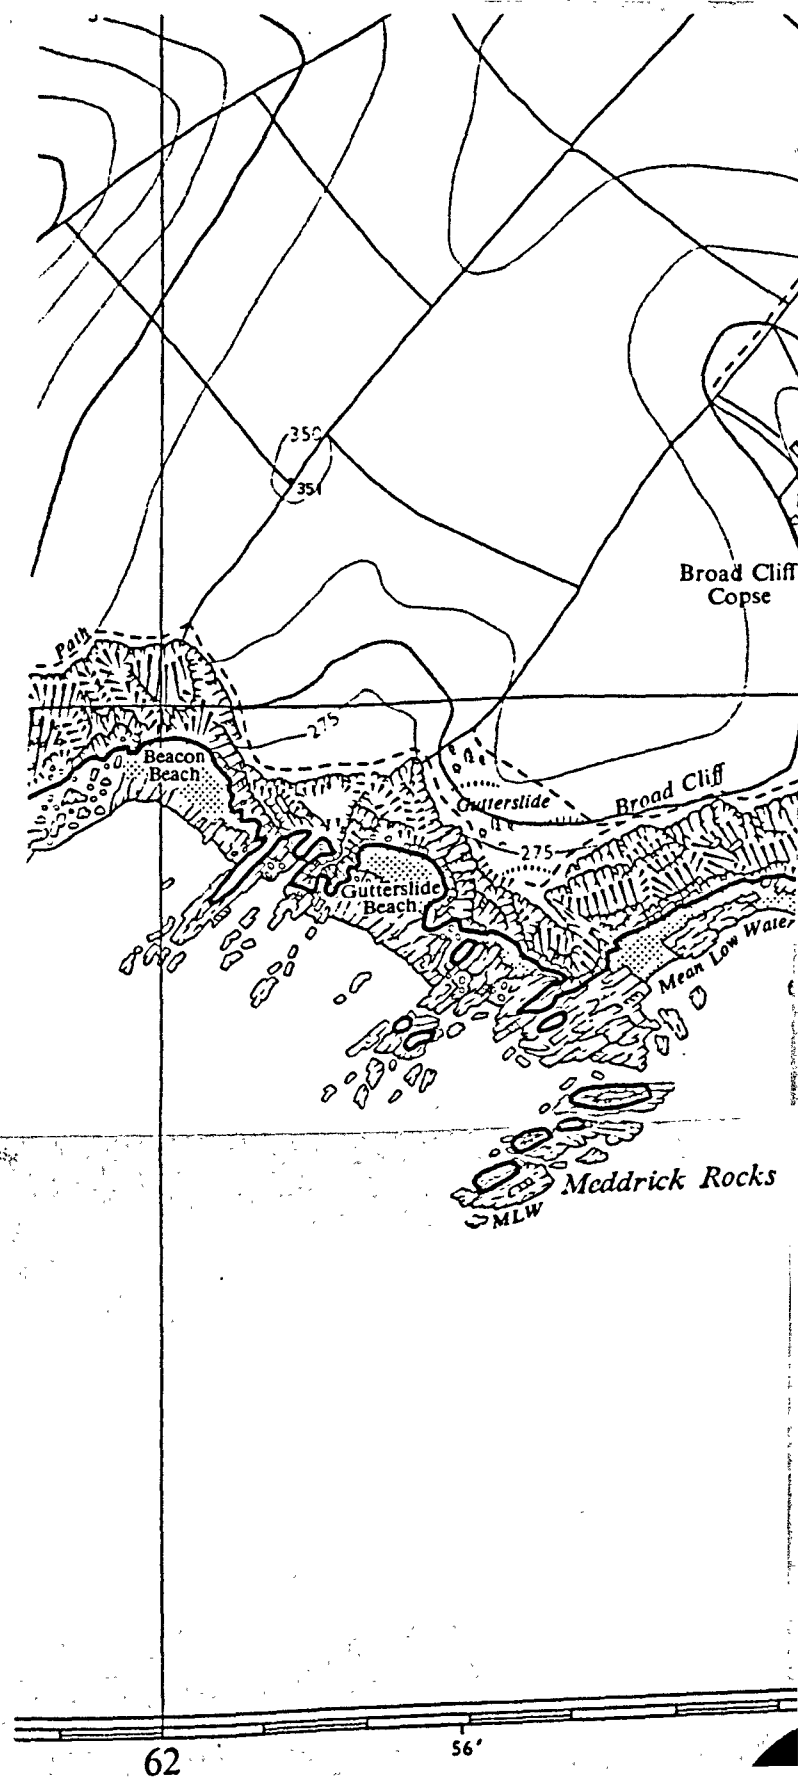 350
351
Broad Cliff
Copse
Path
275
Beacon
Beach
Gutterslide
Broad Cliff
275
Gutterslide
Beach
Mean Low Water
Meddrick Rocks
MLW
62
56'